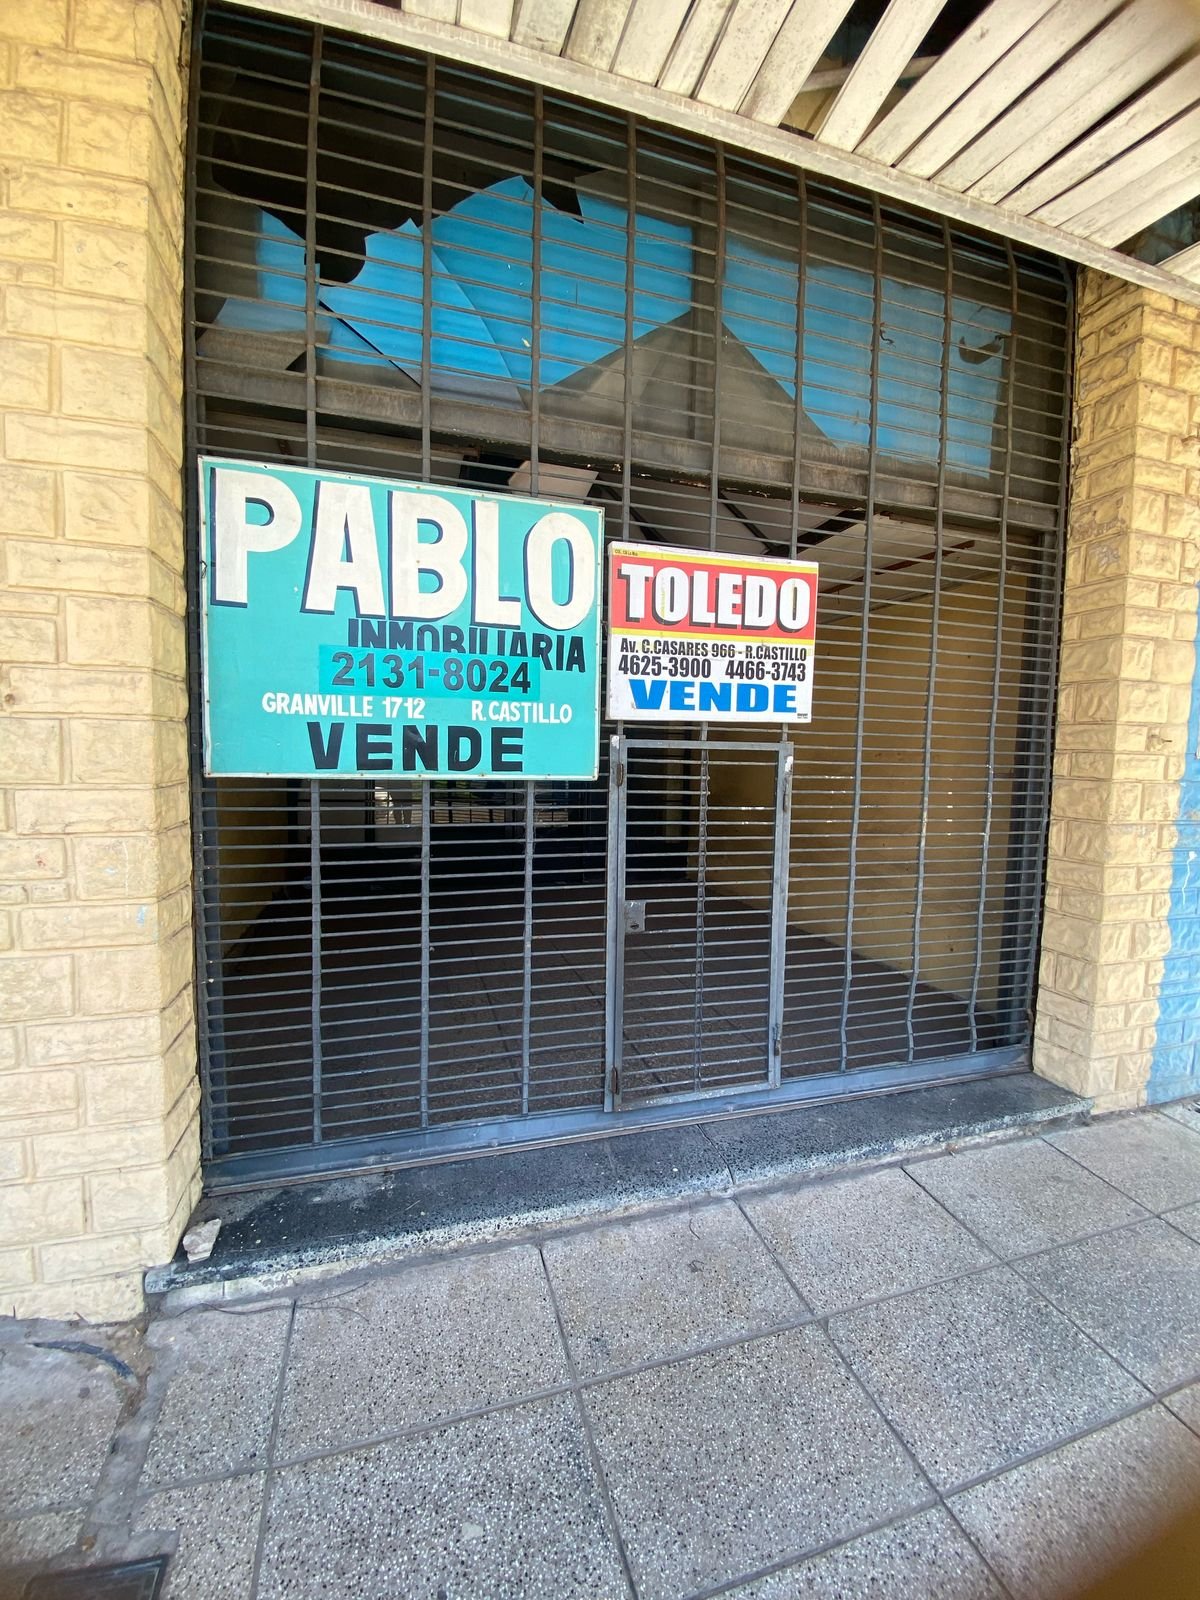 PABLO
INMOBILIARIA
2131-8024
GRANVILLE 1712 R. CASTILLO
VENDE
TOLEDO
Av. C.CASARES 966 - R.CASTILLO
4625-3900 4466-3743
VENDE